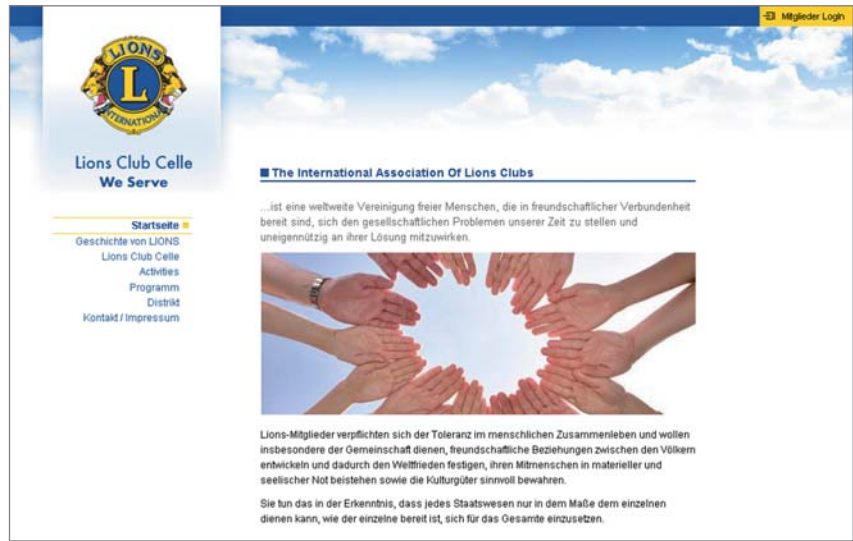 Mitglieder Login
LIONS
L
INTERNATIONAL
Lions Club Celle
We Serve
Startseite
Geschichte von LIONS
Lions Club Celle
Activities
Programm
Distrikt
Kontakt / Impressum
The International Association Of Lions Clubs
...ist eine weltweite Vereinigung freier Menschen, die in freundschaftlicher Verbundenheit
bereit sind, sich den gesellschaftlichen Problemen unserer Zeit zu stellen und
uneigennützig an ihrer Lösung mitzuwirken.
Lions-Mitglieder verpflichten sich der Toleranz im menschlichen Zusammenleben und wollen
insbesondere der Gemeinschaft dienen, freundschaftliche Beziehungen zwischen den Völkern
entwickeln und dadurch den Weltfrieden festigen, ihren Mitmenschen in materieller und
seelischer Not beistehen sowie die Kulturgüter sinnvoll bewahren.
Sie tun das in der Erkenntnis, dass jedes Staatswesen nur in dem Maße dem einzelnen
dienen kann, wie der einzelne bereit ist, sich für das Gesamte einzusetzen.